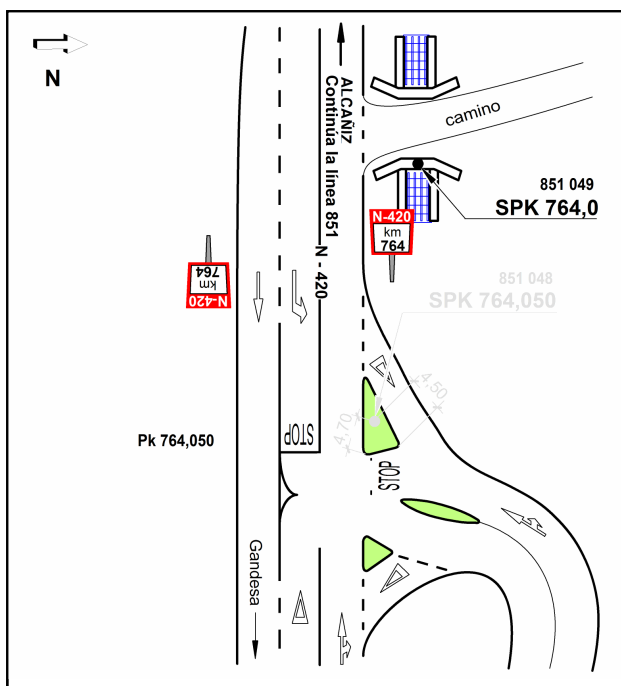 N
ALCAÑIZ
Continúa la línea 851
N - 420
camino
851 049
SPK 764,0
N-420
km
764
N-420
km
764
851 048
SPK 764,050
4,50
4,70
Pk 764,050
STOP
STOP
Gandesa